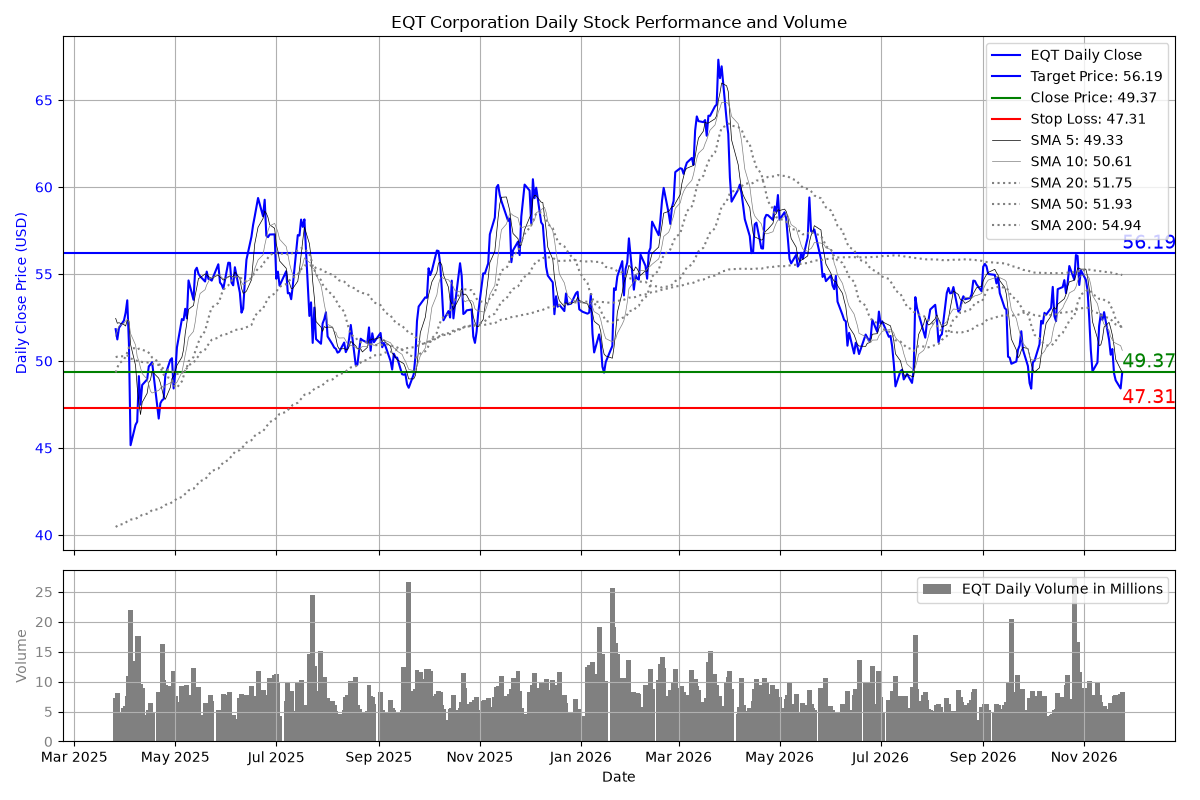 EQT Corporation Daily Stock Performance and Volume
Daily Close Price (USD)
65
60
55
50
45
40
EQT Daily Close
Target Price: 56.19
Close Price: 49.37
Stop Loss: 47.31
SMA 5: 49.33
SMA 10: 50.61
SMA 20: 51.75
SMA 50: 51.93
SMA 200: 54.94
56.19
49.37
47.31
Volume
25
20
15
10
5
0
EQT Daily Volume in Millions
Mar 2025
May 2025
Jul 2025
Sep 2025
Nov 2025
Jan 2026
Mar 2026
May 2026
Jul 2026
Sep 2026
Nov 2026
Date